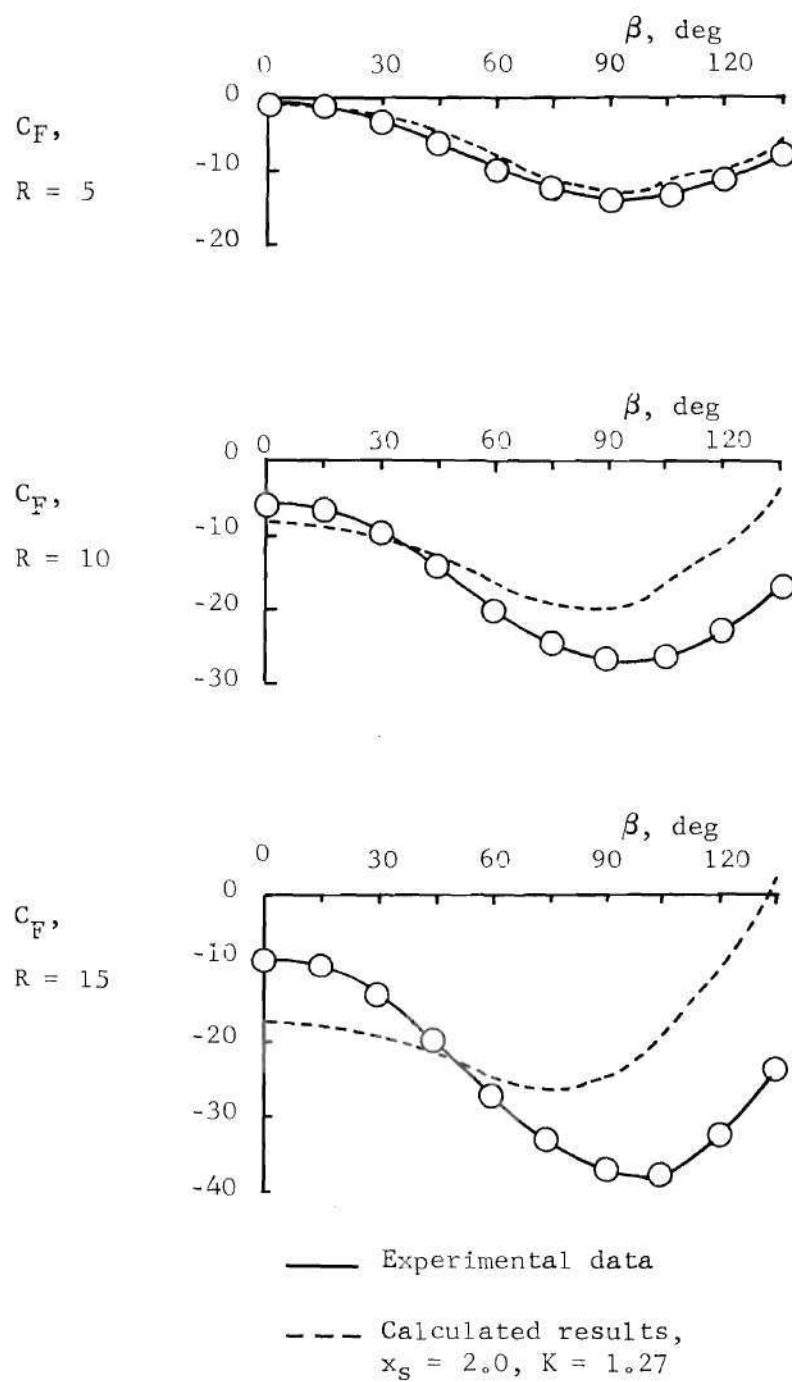 β, deg
0 30 60 90 120
0
C_F,
-10
R = 5
-20
β, deg
0 30 60 90 120
0
C_F,
-10
R = 10
-20
-30
β, deg
0 30 60 90 120
0
C_F,
-10
R = 15
-20
-30
-40
Experimental data
Calculated results,
x_s = 2.0, K = 1.27